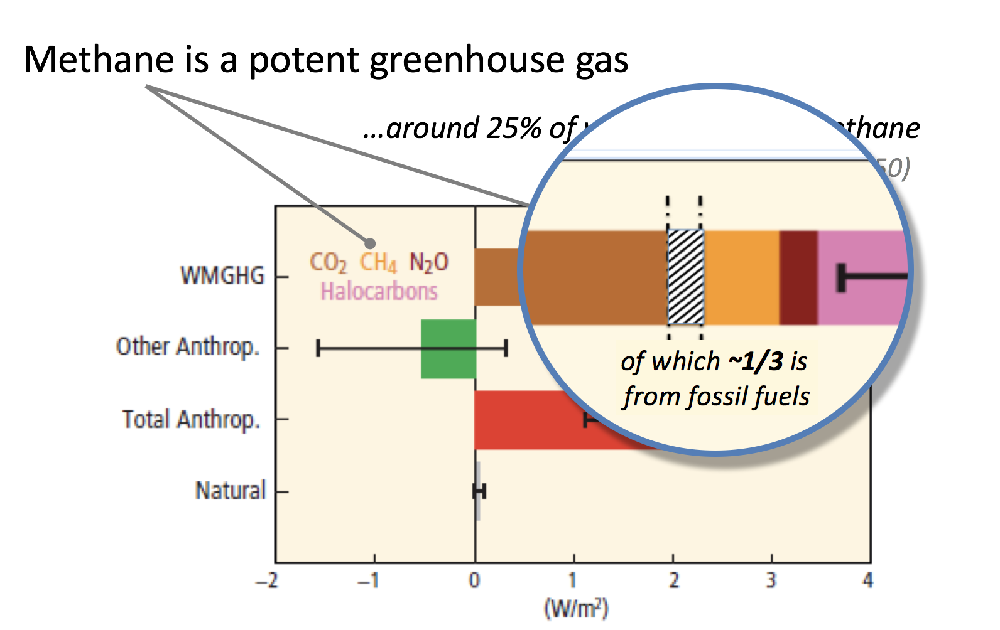 Methane is a potent greenhouse gas
...around 25% of
50)
CO₂ CH₄ N₂O
Halocarbons
WMGHG
Other Anthrop.
Total Anthrop.
Natural
of which ~1/3 is
from fossil fuels
−2 −1 0 1 2 3 4
(W/m²)